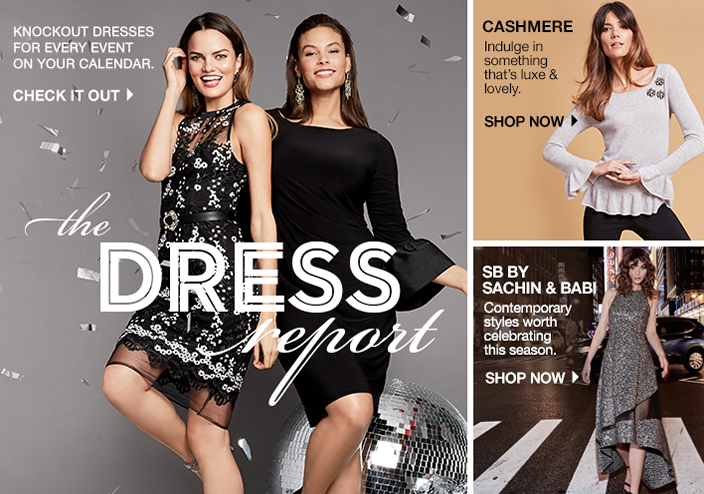 KNOCKOUT DRESSES
FOR EVERY EVENT
ON YOUR CALENDAR.
CHECK IT OUT
the
DRESS
report
CASHMERE
Indulge in
something
that's luxe &
lovely.
SHOP NOW
SB BY
SACHIN & BABI
Contemporary
styles worth
celebrating
this season.
SHOP NOW